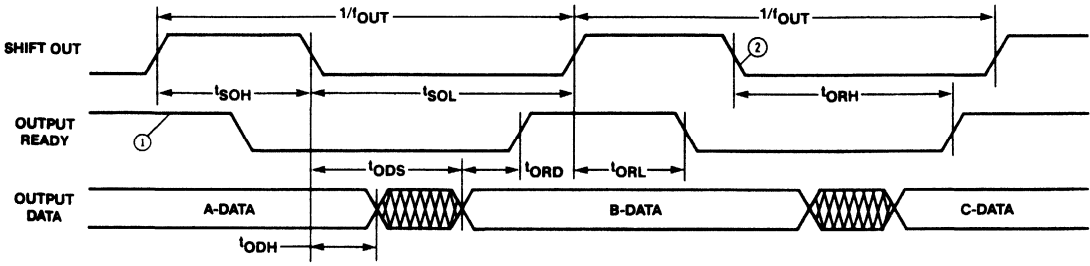 1/fOUT 1/fOUT
SHIFT OUT
2
tSOH tSOL tORH
OUTPUT
READY
1
tODS tORD tORL
OUTPUT
DATA
A-DATA B-DATA C-DATA
tODH